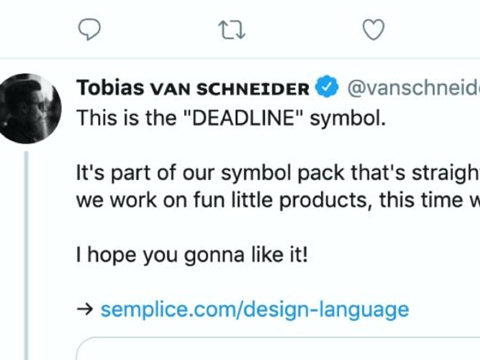 Tobias VAN SCHNEIDER @vanschneid
This is the "DEADLINE" symbol.
It's part of our symbol pack that's straigh
we work on fun little products, this time w
I hope you gonna like it!
→ semplice.com/design-language